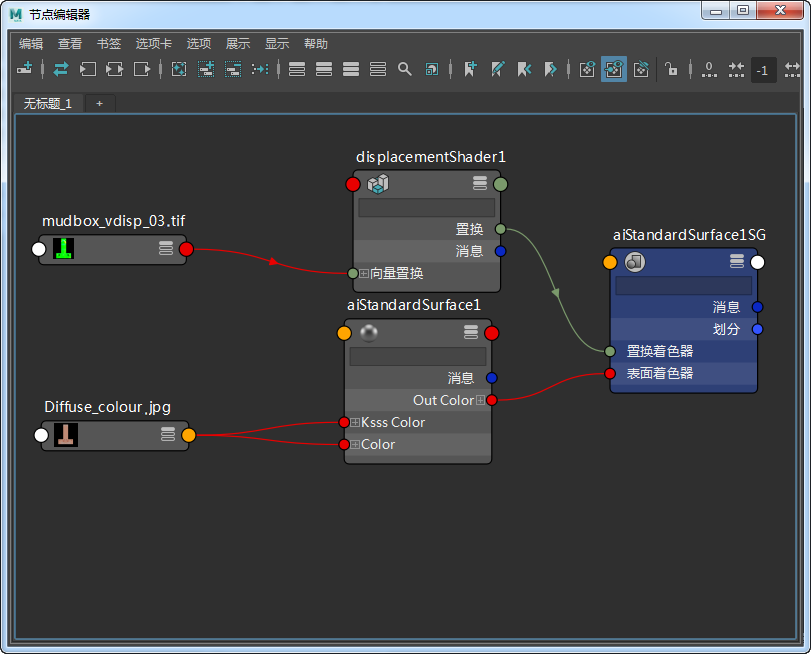 节点编辑器
编辑 查看 书签 选项卡 选项 展示 显示 帮助
0
-1
无标题_1 +
displacementShader1
置换
消息
向量置换
mudbox_vdisp_03.tif
aiStandardSurface1SG
消息
划分
置换着色器
表面着色器
aiStandardSurface1
消息
Out Color
Ksss Color
Color
Diffuse_colour.jpg